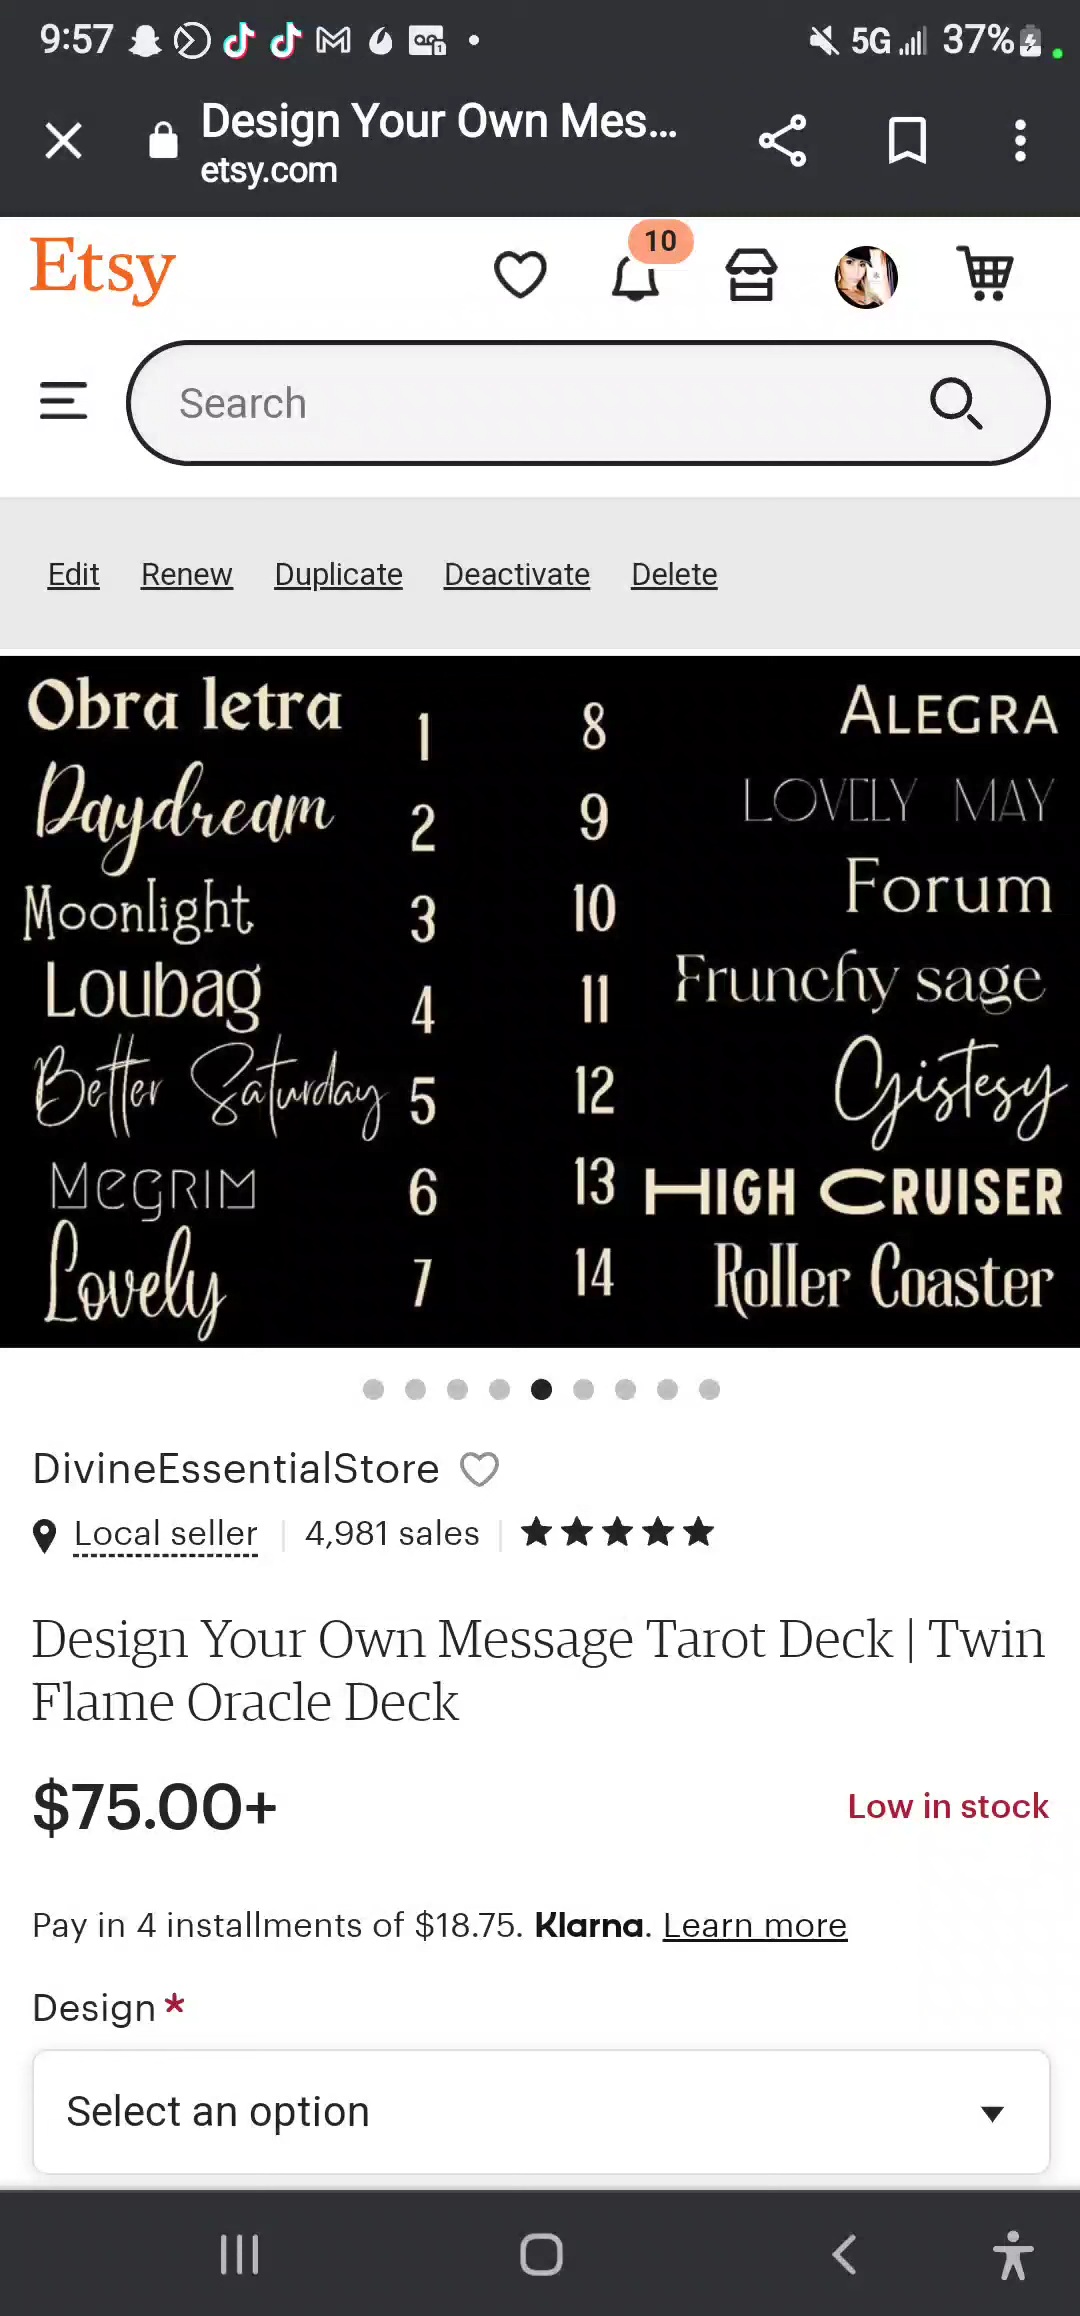 9:57
5G 37%
Design Your Own Mes...
etsy.com
Etsy
10
Search
Edit Renew Duplicate Deactivate Delete
Obra letra 1 8 ALEGRA
Daydream 2 9 LOVELY MAY
Moonlight 3 10 Forum
Loubag 4 11 Frunchy sage
Better Saturday 5 12 Gistesy
MEGRIM 6 13 HIGH CRUISER
Lovely 7 14 Roller Coaster
DivineEssentialStore
Local seller | 4,981 sales |
Design Your Own Message Tarot Deck | Twin
Flame Oracle Deck
$75.00+ Low in stock
Pay in 4 installments of $18.75. Klarna. Learn more
Design *
Select an option